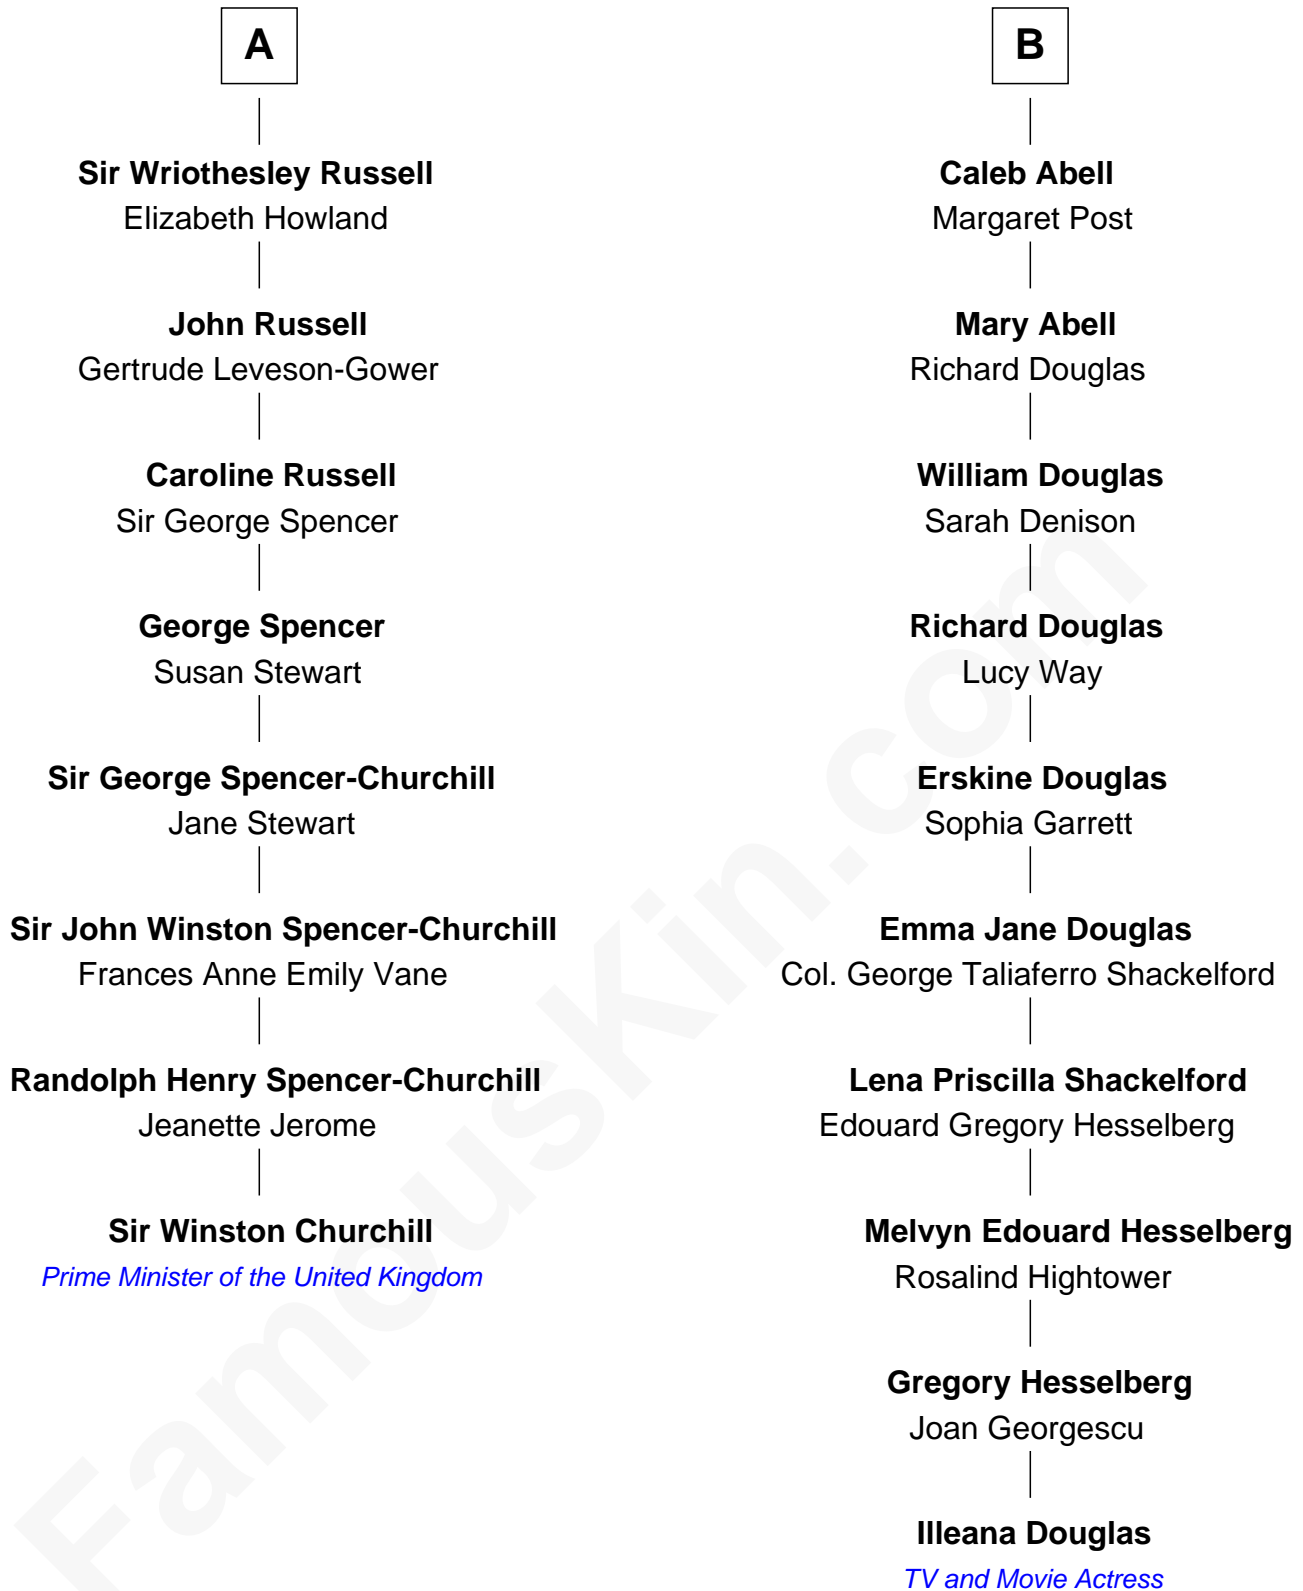 A
Sir Wriothesley Russell
Elizabeth Howland
John Russell
Gertrude Leveson-Gower
Caroline Russell
Sir George Spencer
George Spencer
Susan Stewart
Sir George Spencer-Churchill
Jane Stewart
Sir John Winston Spencer-Churchill
Frances Anne Emily Vane
Randolph Henry Spencer-Churchill
Jeanette Jerome
Sir Winston Churchill
Prime Minister of the United Kingdom
B
Caleb Abell
Margaret Post
Mary Abell
Richard Douglas
William Douglas
Sarah Denison
Richard Douglas
Lucy Way
Erskine Douglas
Sophia Garrett
Emma Jane Douglas
Col. George Taliaferro Shackelford
Lena Priscilla Shackelford
Edouard Gregory Hesselberg
Melvyn Edouard Hesselberg
Rosalind Hightower
Gregory Hesselberg
Joan Georgescu
Illeana Douglas
TV and Movie Actress
FamousKin.com